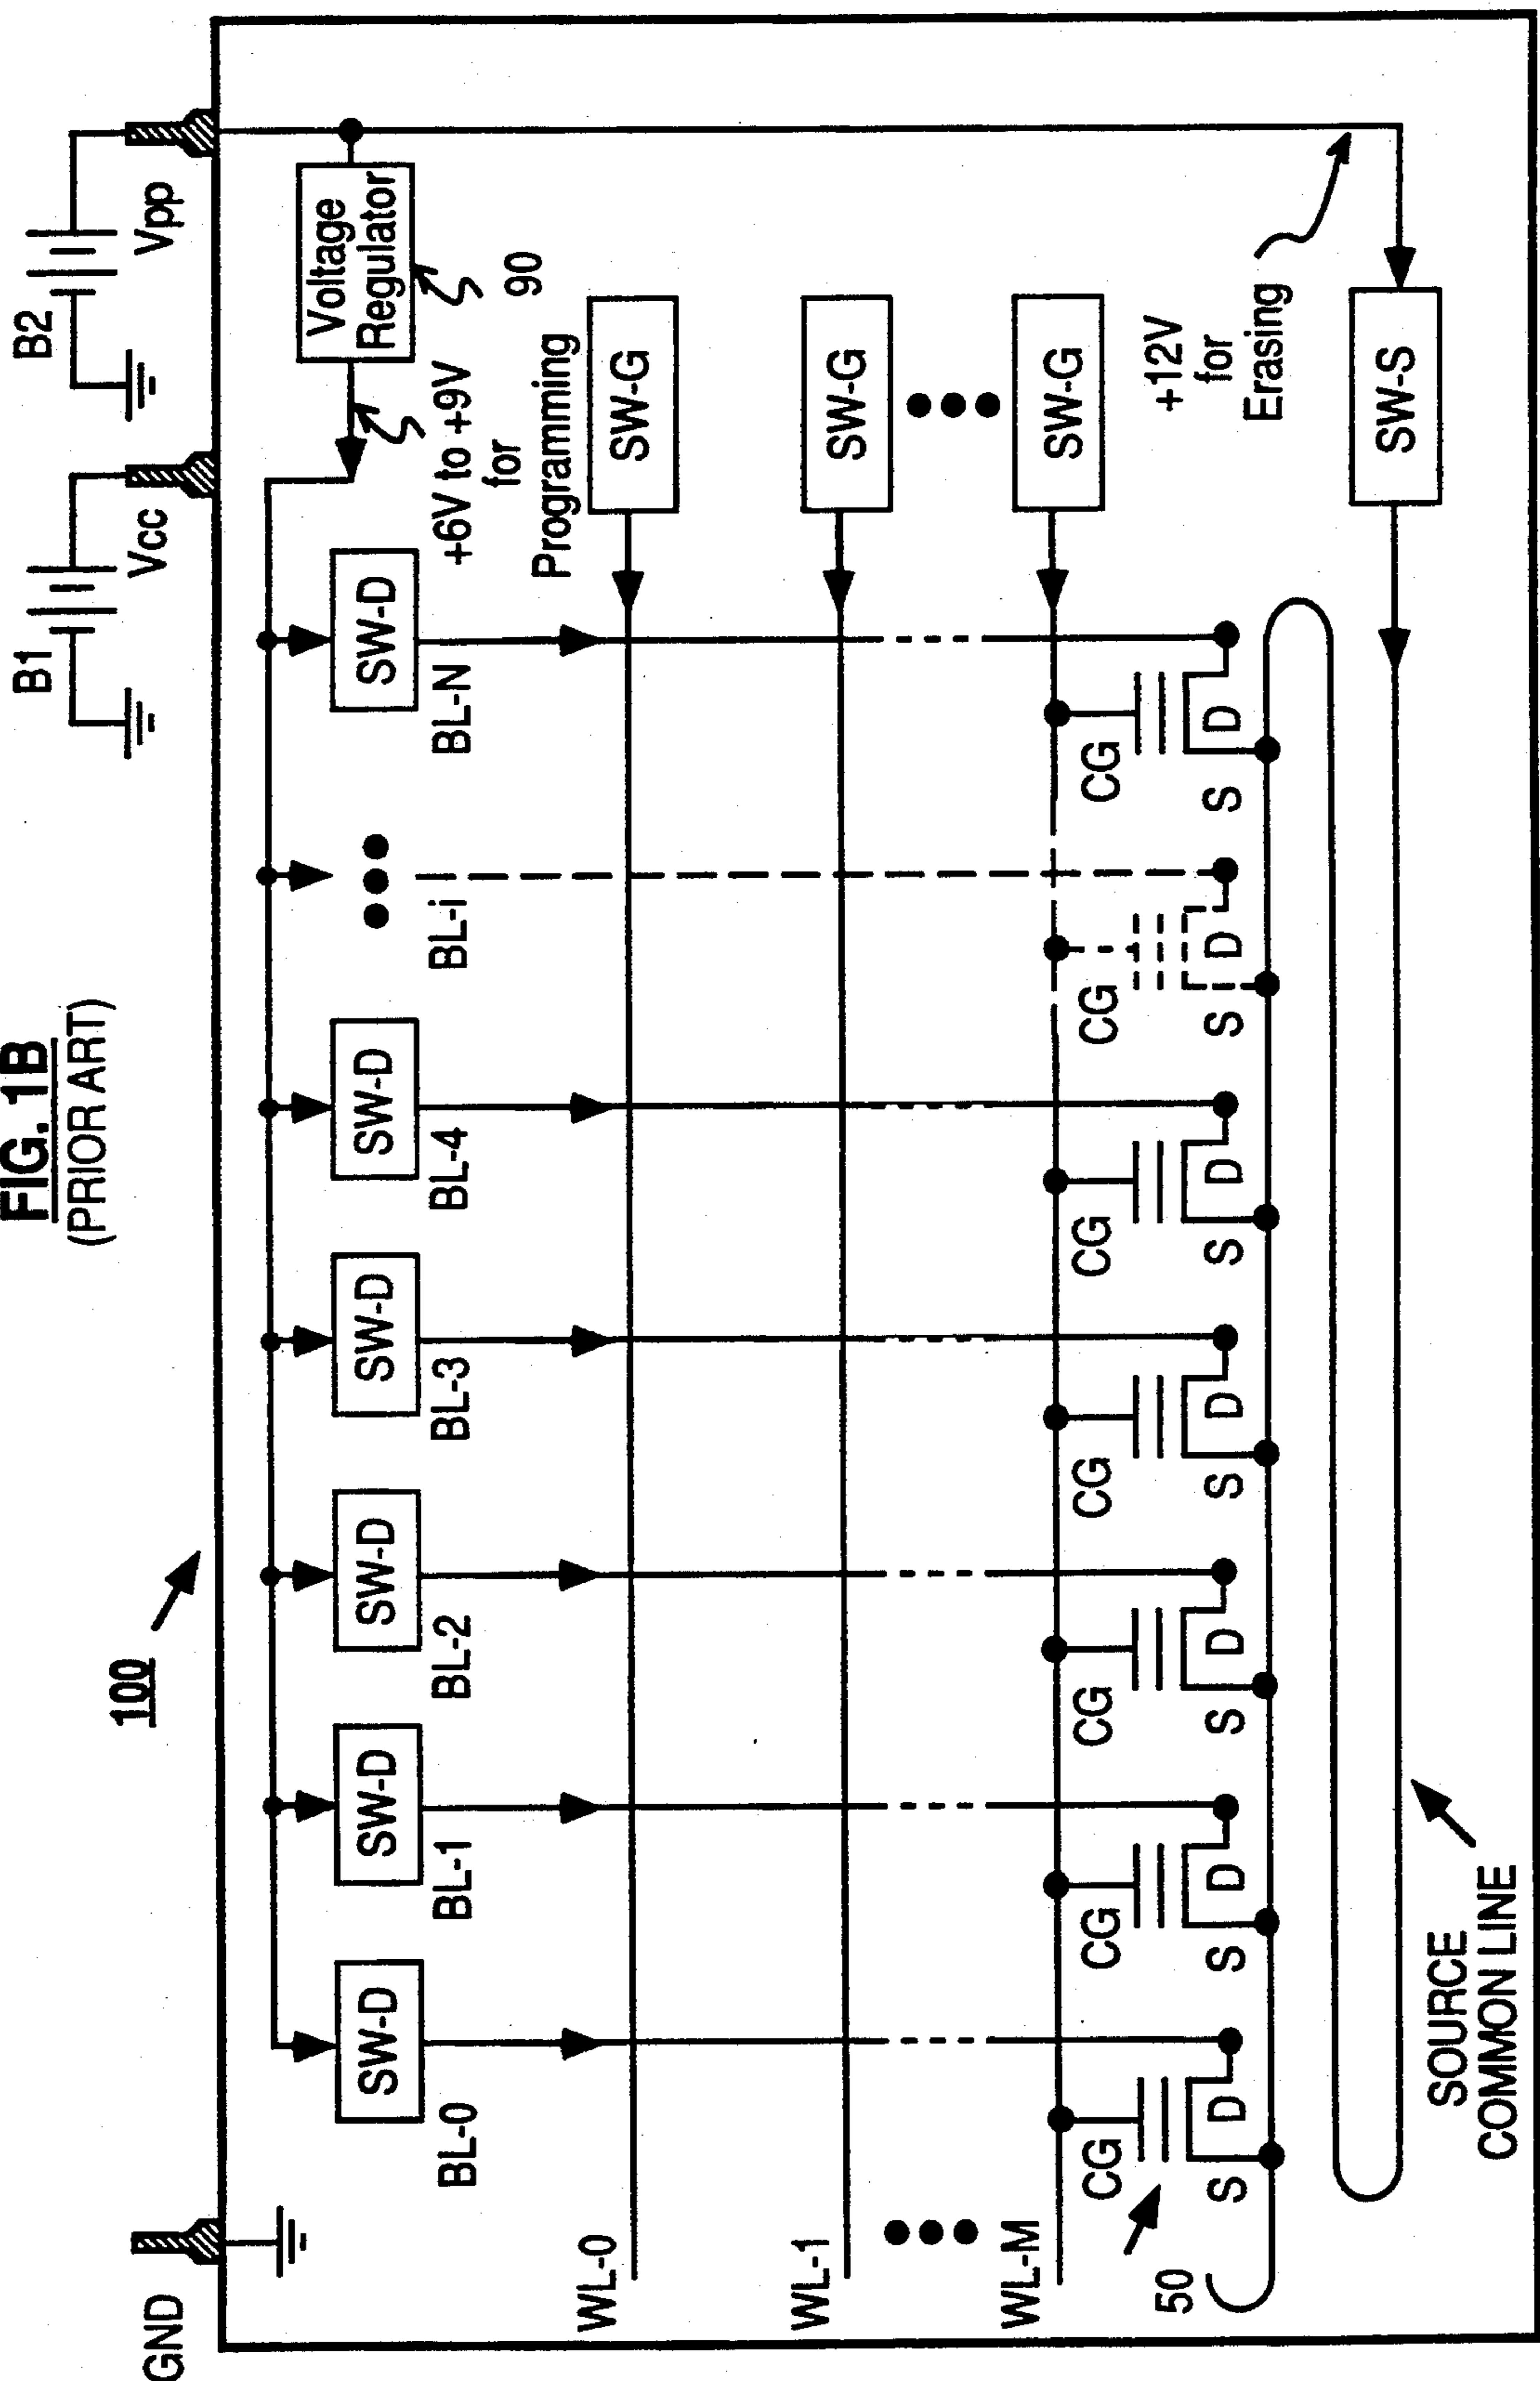 FIG. 1B
(PRIOR ART)
100
GND
B1
Vcc
B2
Vpp
Voltage
Regulator
90
+6V to +9V
for
Programming
SW-D
SW-D
SW-D
SW-D
SW-D
SW-D
BL-0
BL-1
BL-2
BL-3
BL-4
BL-i
BL-N
WL-0
SW-G
WL-1
SW-G
WL-M
SW-G
CG
CG
CG
CG
CG
CG
CG
50
S D
S D
S D
S D
S D
S D
S D
+12V
for
Erasing
SW-S
SOURCE
COMMON LINE